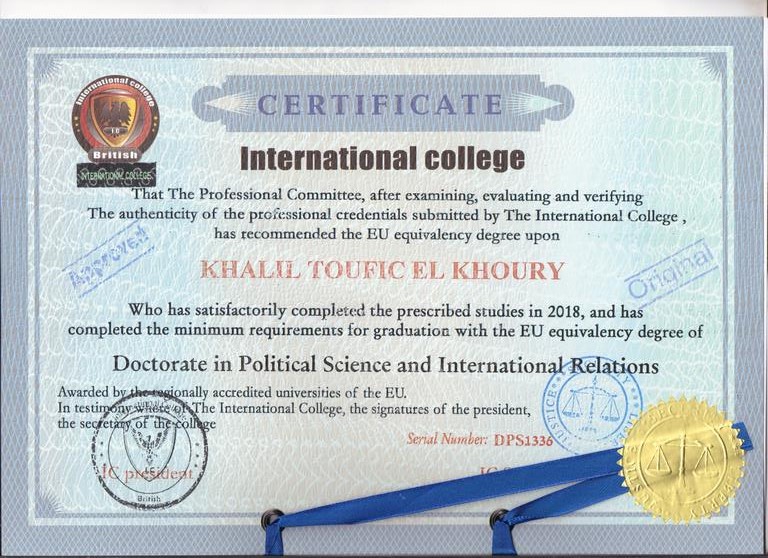 International college
I C
British
INTERNATIONAL COLLEGE
CERTIFICATE
International college
That The Professional Committee, after examining, evaluating and verifying
The authenticity of the professional credentials submitted by The International College ,
has recommended the EU equivalency degree upon
Approved
Original
KHALIL TOUFIC EL KHOURY
Who has satisfactorily completed the prescribed studies in 2018, and has
completed the minimum requirements for graduation with the EU equivalency degree of
Doctorate in Political Science and International Relations
Awarded by the regionally accredited universities of the EU.
In testimony where of The International College, the signatures of the president,
the secretary of the college
Serial Number: DPS1336
IC president
IC
British
JUSTICE